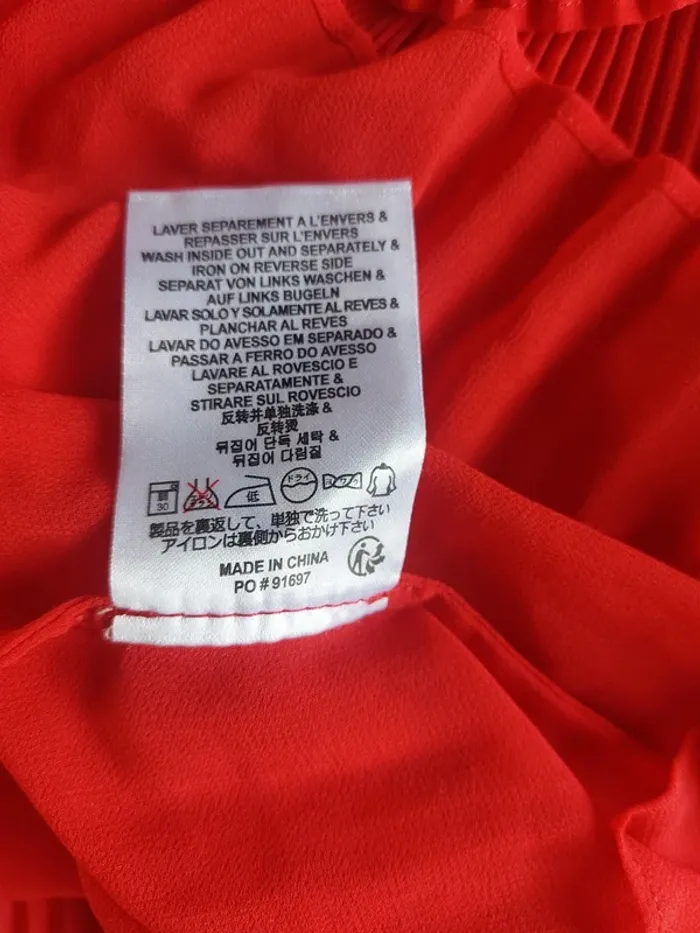 LAVER SEPAREMENT A L'ENVERS &
REPASSER SUR L'ENVERS
WASH INSIDE OUT AND SEPARATELY &
IRON ON REVERSE SIDE
SEPARAT VON LINKS WASCHEN &
AUF LINKS BUGELN
LAVAR SOLO Y SOLAMENTE AL REVES &
PLANCHAR AL REVES
LAVAR DO AVESSO EM SEPARADO &
PASSAR A FERRO DO AVESSO
LAVARE AL ROVESCIO E
SEPARATAMENTE &
STIRARE SUL ROVESCIO
反转并单独洗涤 &
反转烫
뒤집어 단독 세탁 &
뒤집어 다림질
30 低 ドライ
製品を裏返して、単独で洗って下さい
アイロンは裏側からおかけ下さい
MADE IN CHINA
PO # 91697